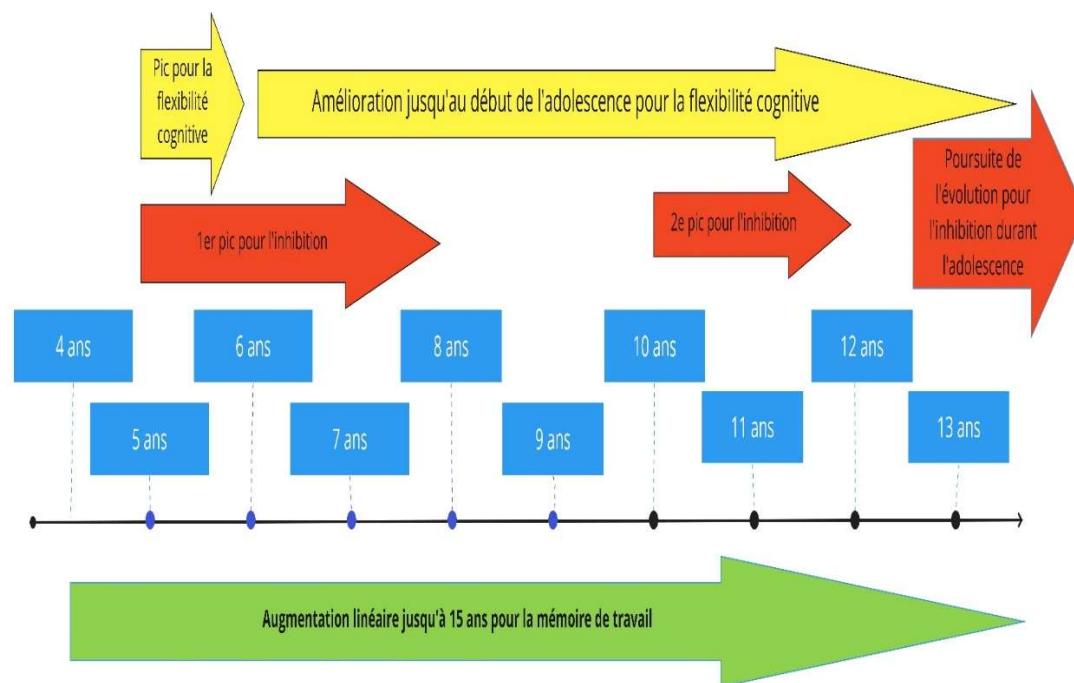 Pic pour la
flexibilité
cognitive
Amélioration jusqu'au début de l'adolescence pour la flexibilité cognitive
Poursuite de
l'évolution pour
l'inhibition durant
l'adolescence
1er pic pour l'inhibition
2e pic pour l'inhibition
4 ans
6 ans
8 ans
10 ans
12 ans
5 ans
7 ans
9 ans
11 ans
13 ans
Augmentation linéaire jusqu'à 15 ans pour la mémoire de travail